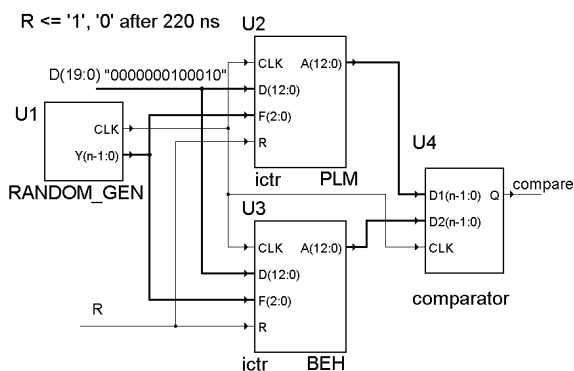 R <= '1', '0' after 220 ns
U2
CLK
A(12:0)
D(12:0)
F(2:0)
R
ictr
PLM
D(19:0) "0000000100010"
U1
CLK
Y(n-1:0)
RANDOM_GEN
U4
D1(n-1:0)
Q
D2(n-1:0)
CLK
compare
comparator
U3
CLK
A(12:0)
D(12:0)
F(2:0)
R
ictr
BEH
R